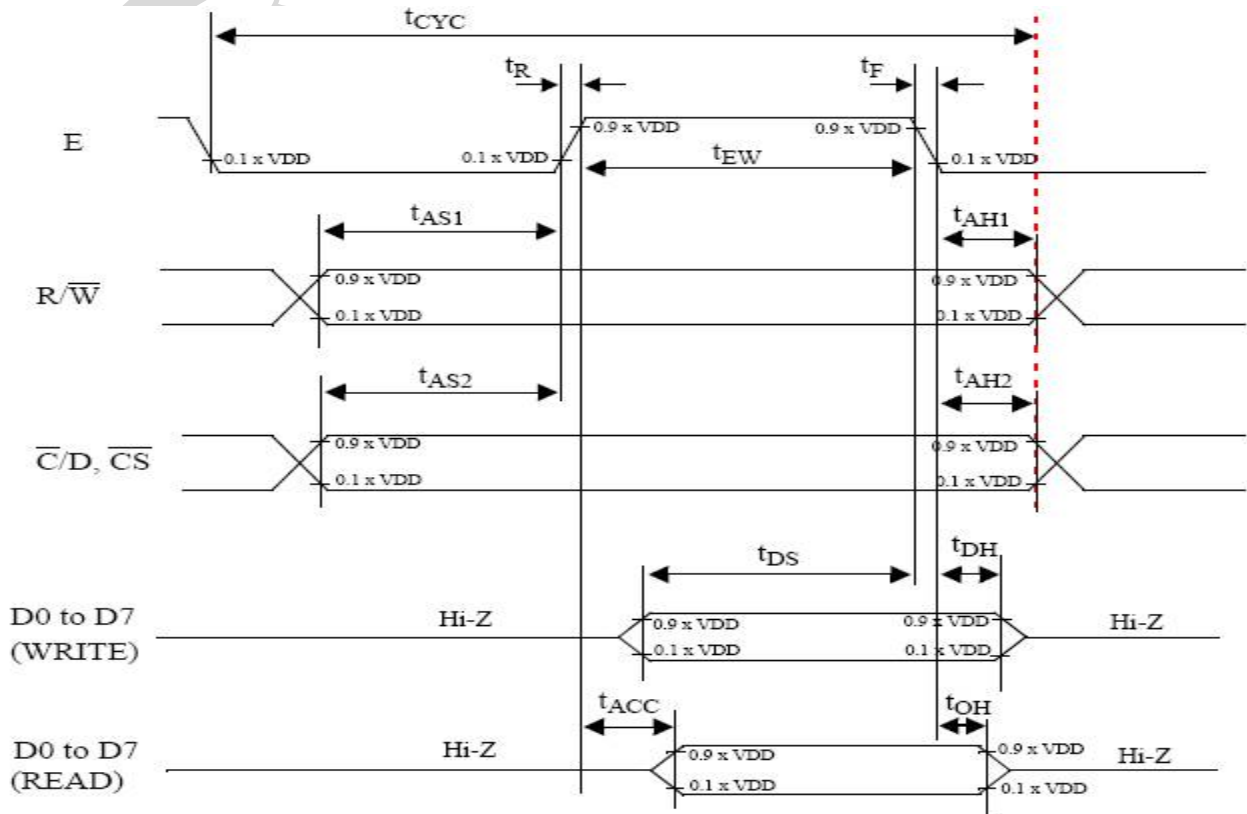 tCYC
tR tF
E 0.1 x VDD 0.1 x VDD 0.9 x VDD 0.9 x VDD 0.1 x VDD
tEW
tAS1 tAH1
R/W̅ 0.9 x VDD 0.9 x VDD
0.1 x VDD 0.1 x VDD
tAS2 tAH2
C̅/D, C̅S̅ 0.9 x VDD 0.9 x VDD
0.1 x VDD 0.1 x VDD
tDS tDH
D0 to D7 Hi-Z 0.9 x VDD 0.9 x VDD Hi-Z
(WRITE) 0.1 x VDD 0.1 x VDD
tACC tOH
D0 to D7 Hi-Z 0.9 x VDD 0.9 x VDD Hi-Z
(READ) 0.1 x VDD 0.1 x VDD